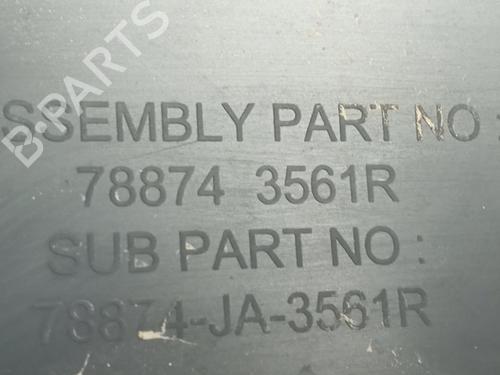 B-PARTS
SSEMBLY PART NO :
78874 3561R
SUB PART NO :
78874-JA-3561R